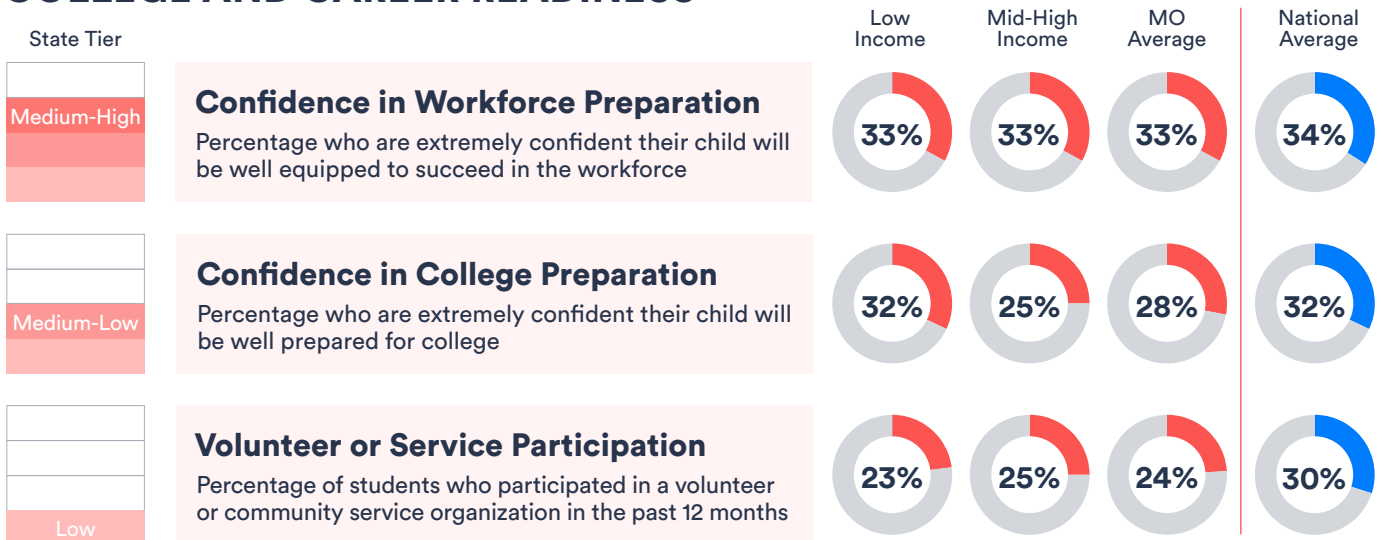 COLLEGE AND CAREER READINESS
State Tier
Low
Income
Mid-High
Income
MO
Average
National
Average
Medium-High
Confidence in Workforce Preparation
Percentage who are extremely confident their child will
be well equipped to succeed in the workforce
33%
33%
33%
34%
Medium-Low
Confidence in College Preparation
Percentage who are extremely confident their child will
be well prepared for college
32%
25%
28%
32%
Low
Volunteer or Service Participation
Percentage of students who participated in a volunteer
or community service organization in the past 12 months
23%
25%
24%
30%